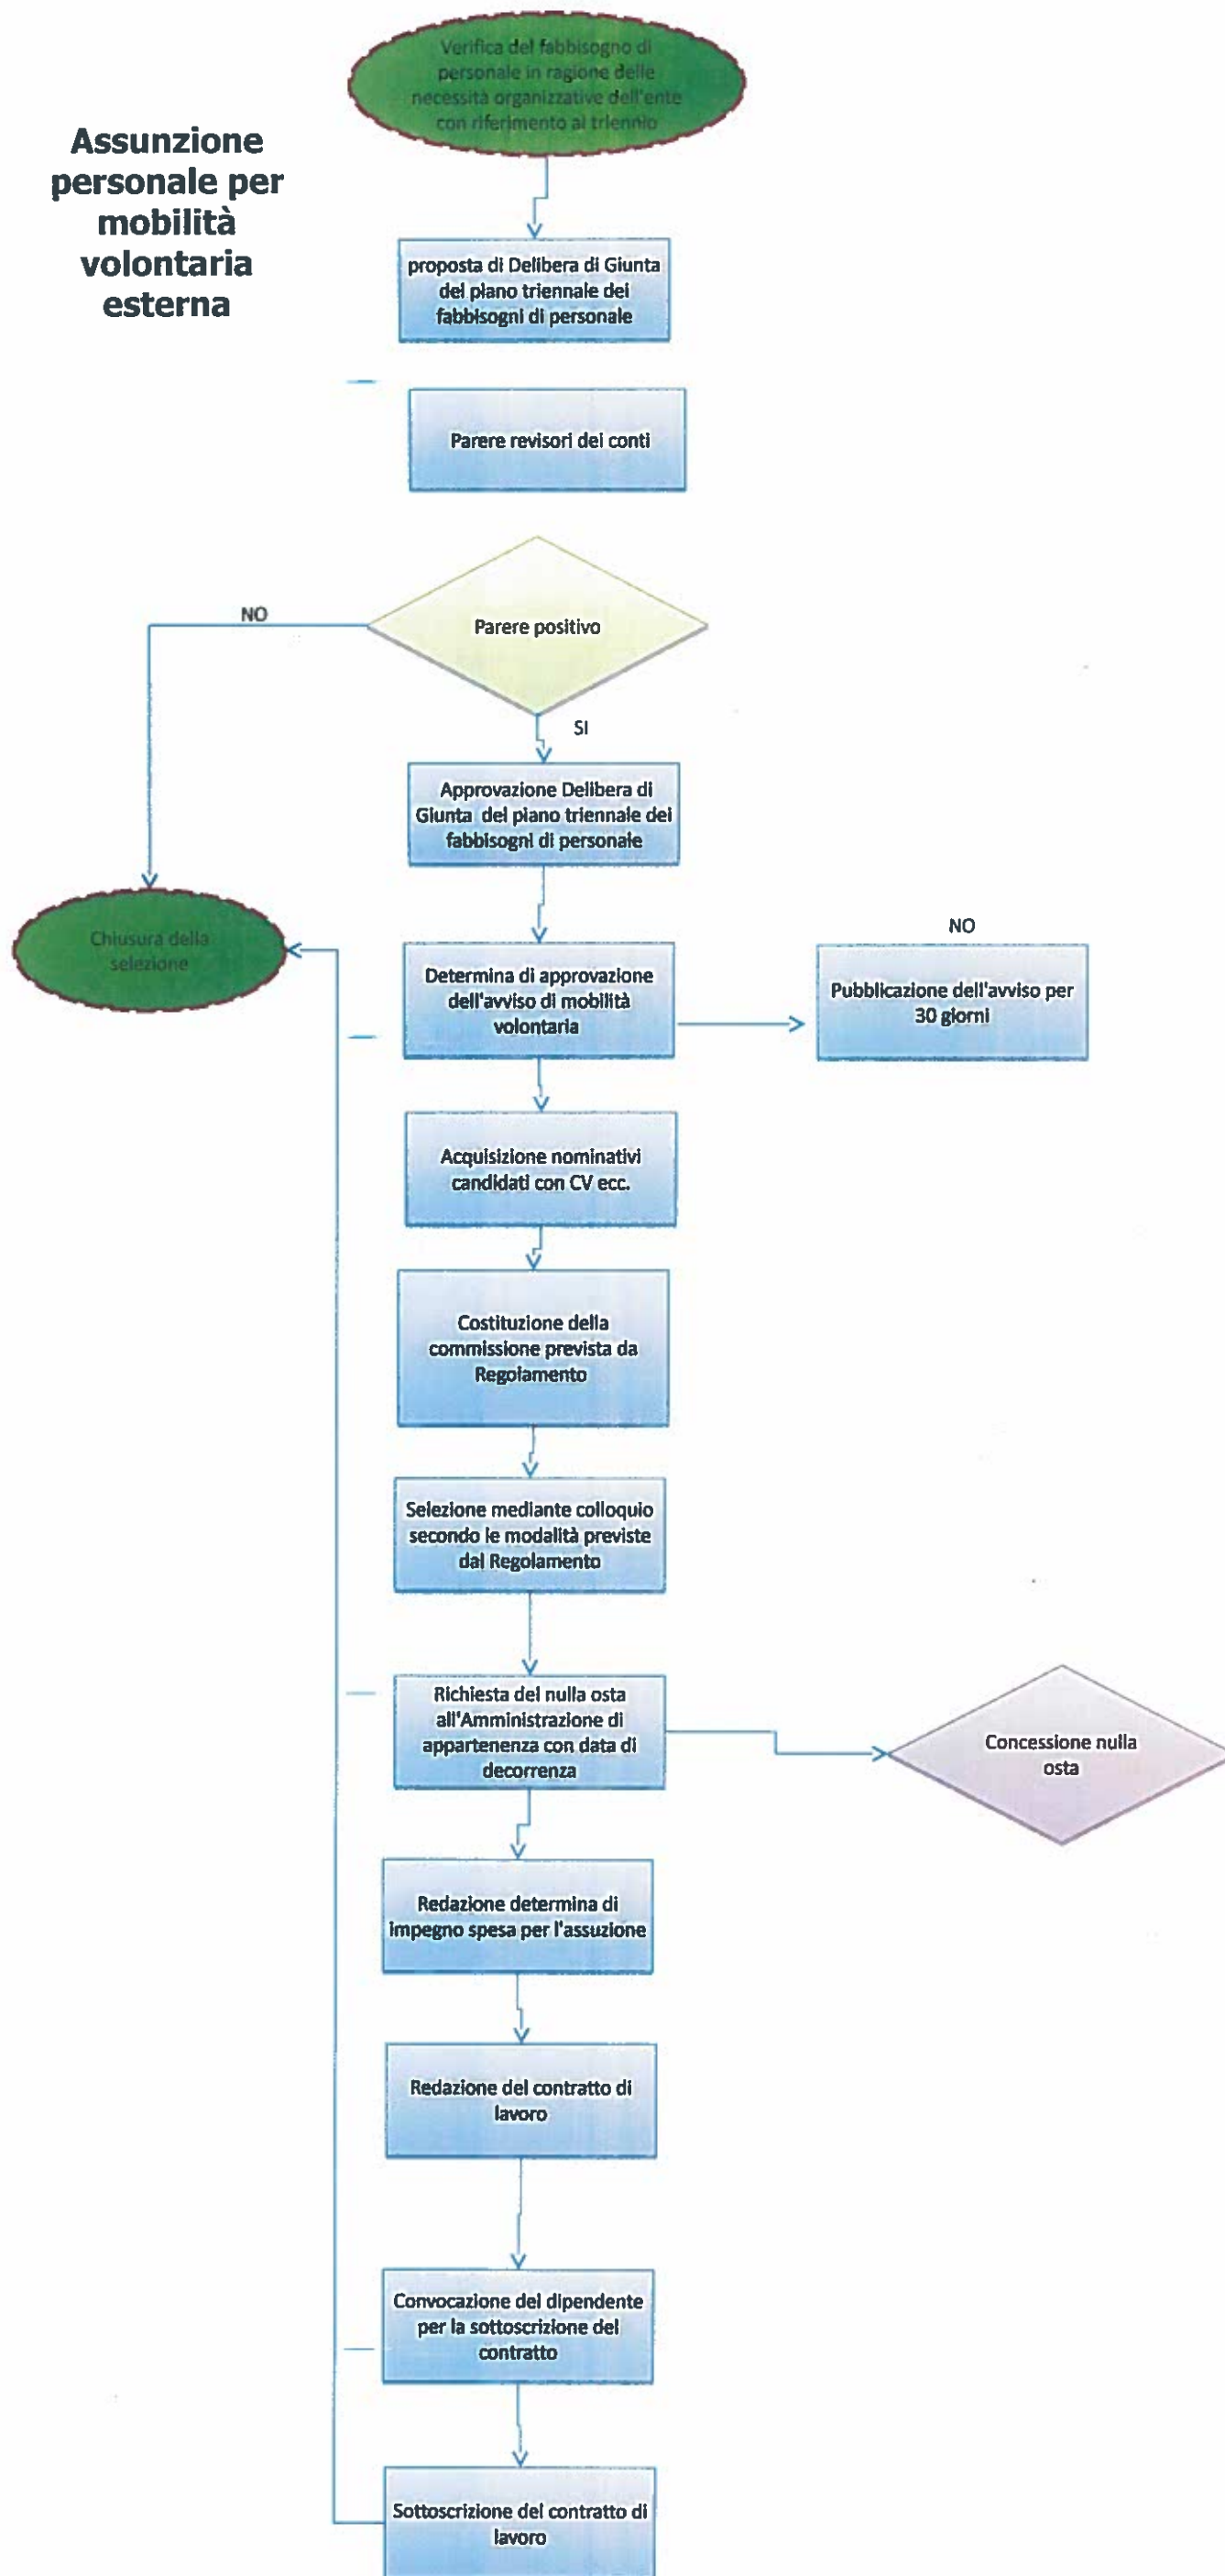 Verifica del fabbisogno di
personale in ragione delle
necessità organizzative dell'ente
con riferimento al triennio
Assunzione
personale per
mobilità
volontaria
esterna
proposta di Delibera di Giunta
del piano triennale dei
fabbisogni di personale
Parere revisori dei conti
Parere positivo
NO
SI
Approvazione Delibera di
Giunta del piano triennale dei
fabbisogni di personale
Chiusura della
selezione
Determina di approvazione
dell'avviso di mobilità
volontaria
NO
Pubblicazione dell'avviso per
30 giorni
Acquisizione nominativi
candidati con CV ecc.
Costituzione della
commissione prevista da
Regolamento
Selezione mediante colloquio
secondo le modalità previste
dal Regolamento
Richiesta del nulla osta
all'Amministrazione di
appartenenza con data di
decorrenza
Concessione nulla
osta
Redazione determina di
impegno spesa per l'assuzione
Redazione del contratto di
lavoro
Convocazione del dipendente
per la sottoscrizione del
contratto
Sottoscrizione del contratto di
lavoro